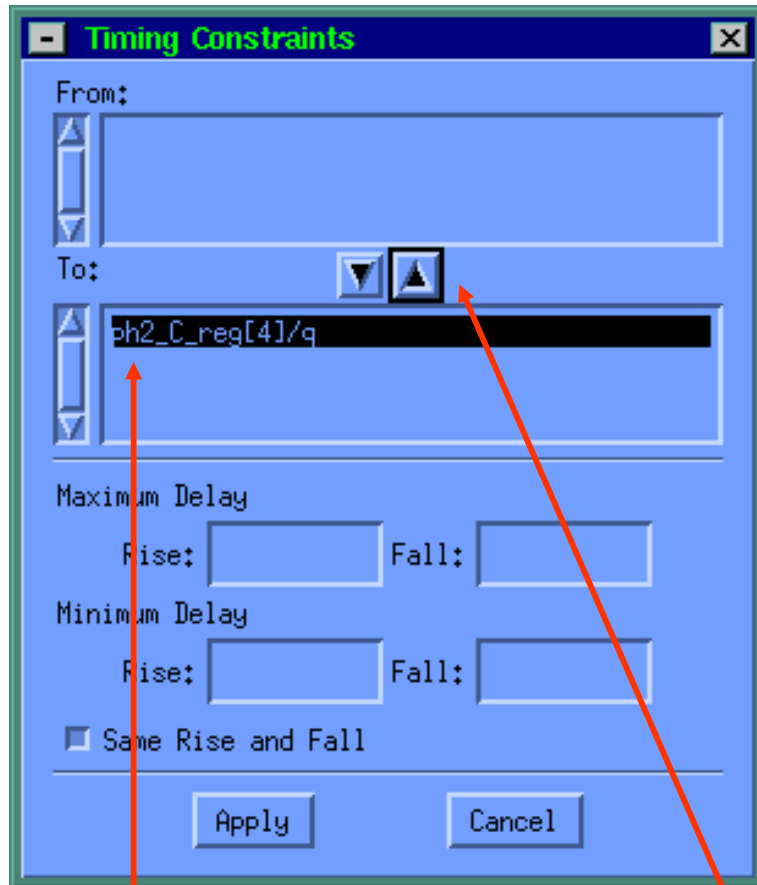 Timing Constraints
From:
To:
ph2_C_reg[4]/q
Maximum Delay
Rise: Fall:
Minimum Delay
Rise: Fall:
Same Rise and Fall
Apply Cancel